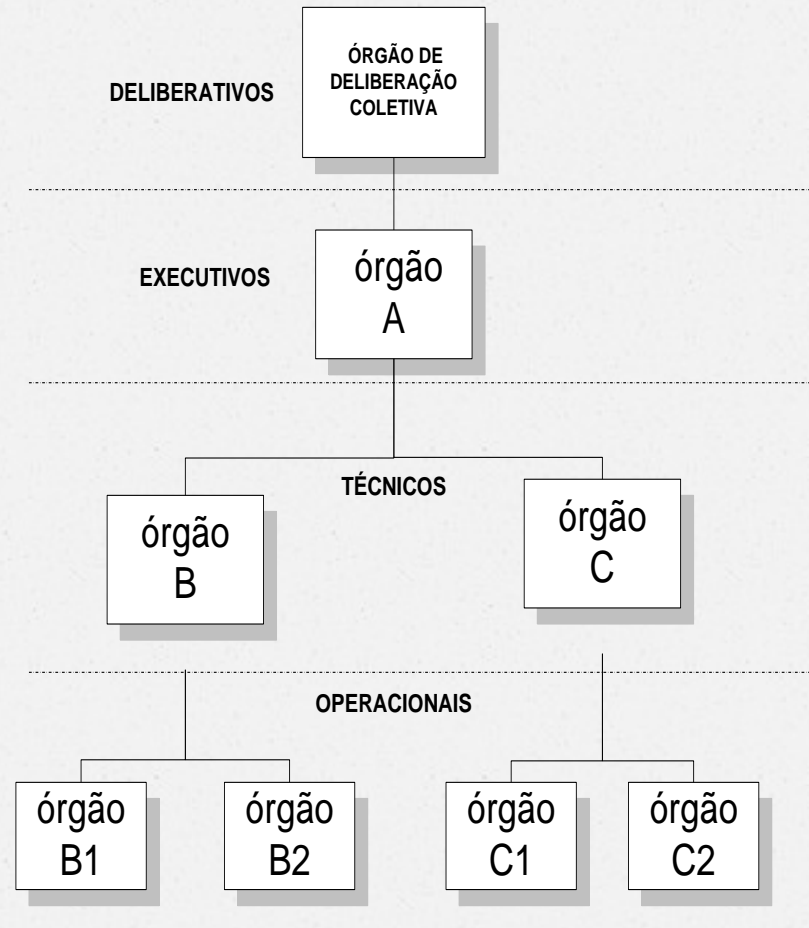 ÓRGÃO DE
DELIBERAÇÃO
COLETIVA
DELIBERATIVOS
EXECUTIVOS
órgão
A
TÉCNICOS
órgão
B
órgão
C
OPERACIONAIS
órgão
B1
órgão
B2
órgão
C1
órgão
C2